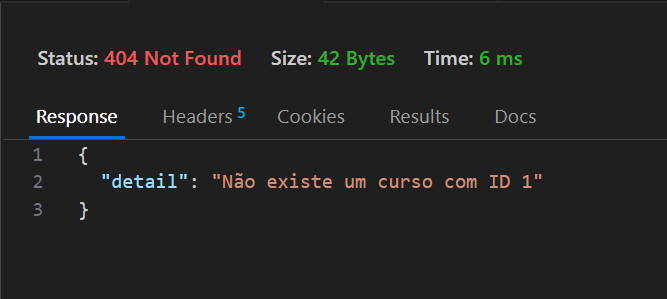 Status: 404 Not Found Size: 42 Bytes Time: 6 ms
Response Headers 5 Cookies Results Docs
1 {
2 "detail": "Não existe um curso com ID 1"
3 }